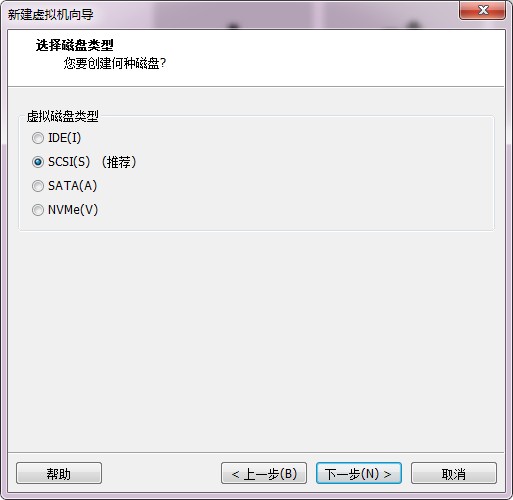 新建虚拟机向导
选择磁盘类型
您要创建何种磁盘?
虚拟磁盘类型
IDE(I)
SCSI(S) （推荐）
SATA(A)
NVMe(V)
帮助
< 上一步(B)
下一步(N) >
取消